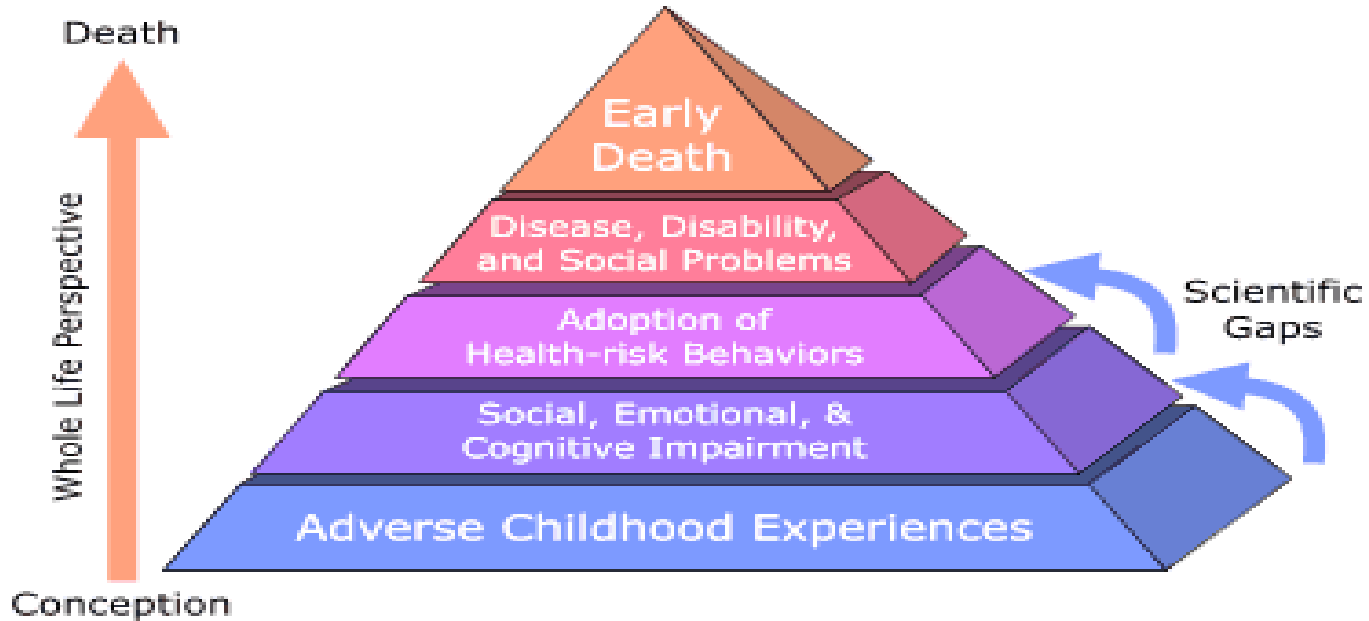 Death
Whole Life Perspective
Conception
Early
Death
Disease, Disability,
and Social Problems
Adoption of
Health-risk Behaviors
Social, Emotional, &
Cognitive Impairment
Adverse Childhood Experiences
Scientific
Gaps